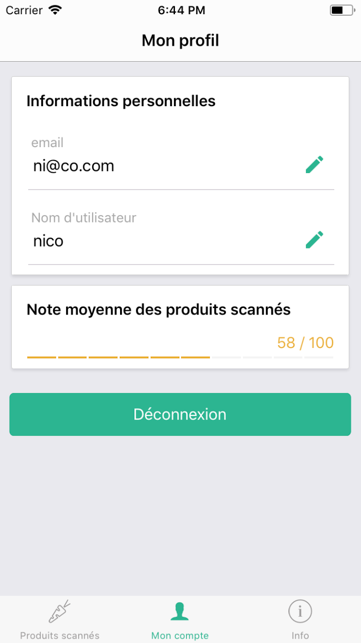 Carrier 6:44 PM
Mon profil
Informations personnelles
email
ni@co.com
Nom d'utilisateur
nico
Note moyenne des produits scannés
58 / 100
Déconnexion
Produits scannés Mon compte Info